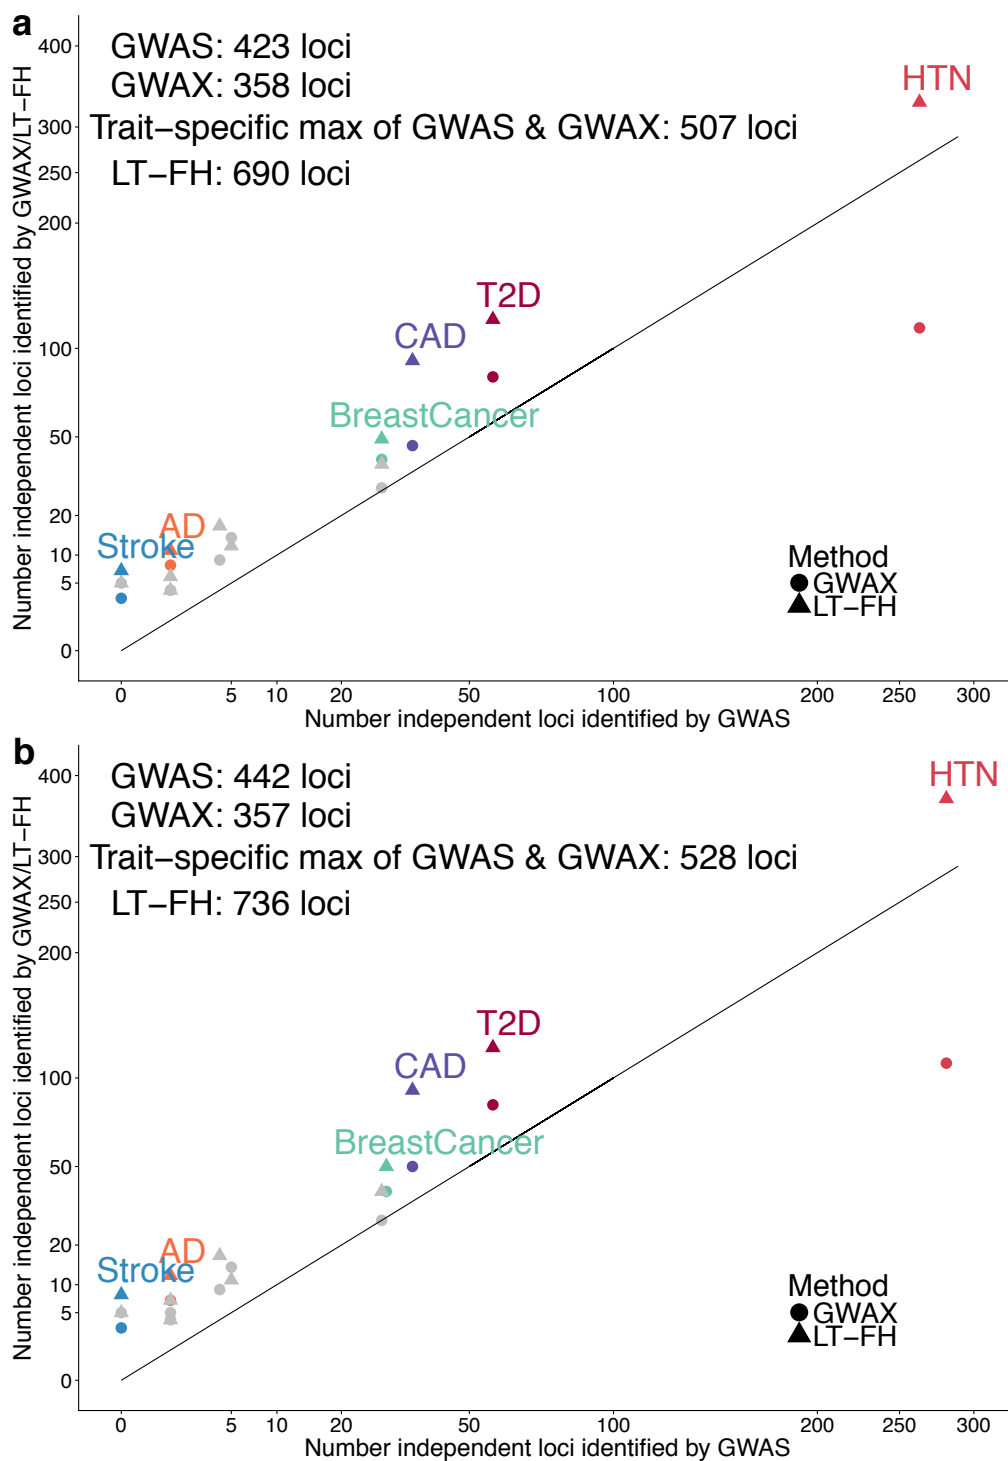 a
GWAS: 423 loci
GWAX: 358 loci
Trait−specific max of GWAS & GWAX: 507 loci
LT−FH: 690 loci
HTN
T2D
CAD
BreastCancer
AD
Stroke
Method
GWAX
LT−FH
Number independent loci identified by GWAX/LT−FH
400
300
250
200
100
50
20
10
5
0
0 5 10 20 50 100 200 250 300
Number independent loci identified by GWAS
b
GWAS: 442 loci
GWAX: 357 loci
Trait−specific max of GWAS & GWAX: 528 loci
LT−FH: 736 loci
HTN
T2D
CAD
BreastCancer
AD
Stroke
Method
GWAX
LT−FH
Number independent loci identified by GWAX/LT−FH
400
300
250
200
100
50
20
10
5
0
0 5 10 20 50 100 200 250 300
Number independent loci identified by GWAS